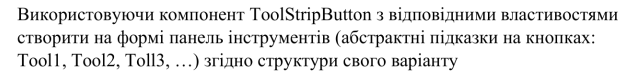 Використовуючи компонент ToolStripButton з відповідними властивостями
створити на формі панель інструментів (абстрактні підказки на кнопках:
Tool1, Tool2, Toll3, …) згідно структури свого варіанту